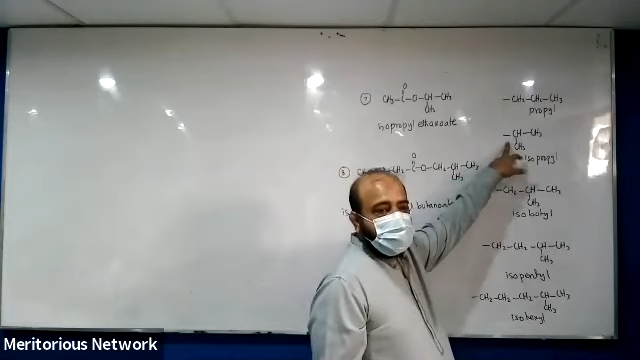 ⑦ CH₃-C-O-CH-CH₃
O
CH₃
isopropyl ethanoate
⑧
CH₂-C-O-CH₂-CH-CH₃
O
CH₃
butanoate
-CH₂-CH₂-CH₃
propyl
-CH-CH₃
CH₃
isopropyl
-CH₂-CH-CH₃
CH₃
isobutyl
-CH₂-CH₂-CH-CH₃
CH₃
isopentyl
-CH₂-CH₂-CH₂-CH-CH₃
CH₃
isohexyl
Meritorious Network